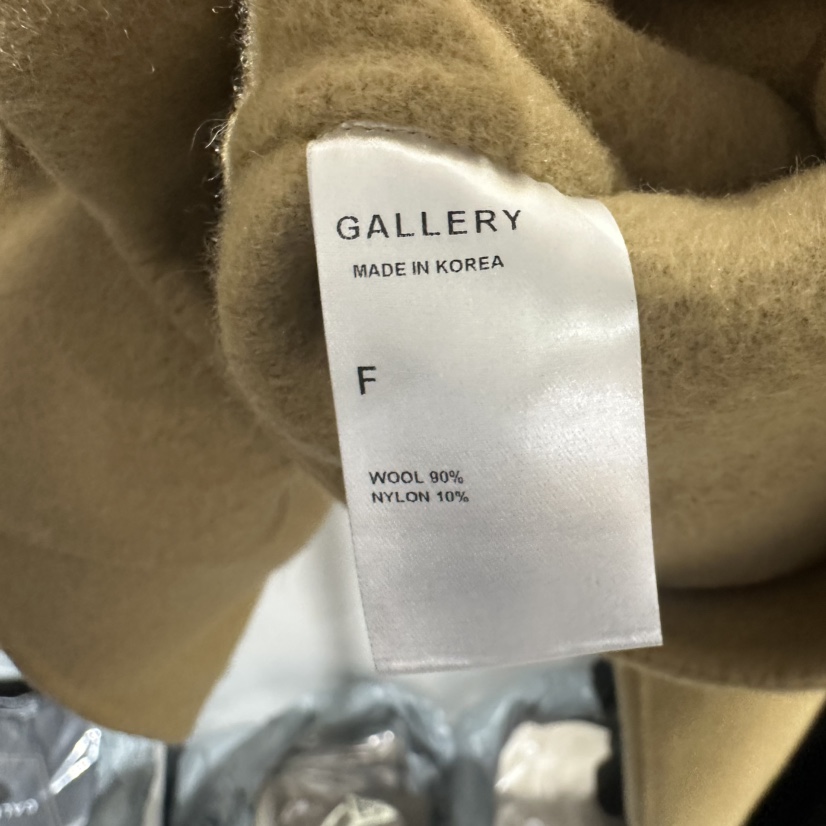 GALLERY
MADE IN KOREA
F
WOOL 90%
NYLON 10%